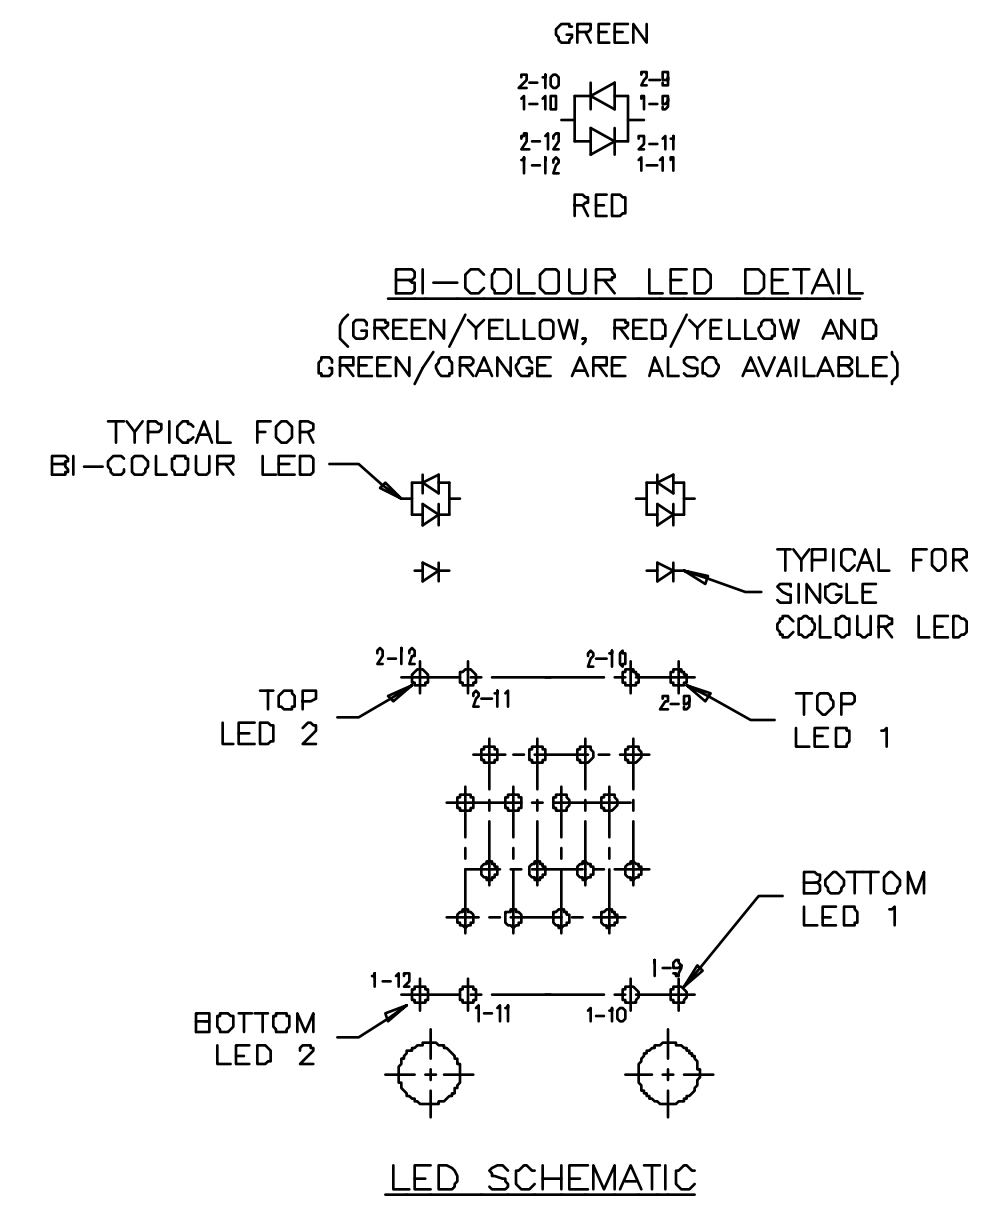 GREEN
2-10 2-9
1-10 1-9
2-12 2-11
1-12 1-11
RED
BI-COLOUR LED DETAIL
(GREEN/YELLOW, RED/YELLOW AND
GREEN/ORANGE ARE ALSO AVAILABLE)
TYPICAL FOR
BI-COLOUR LED
TYPICAL FOR
SINGLE
COLOUR LED
2-12 2-10
2-11 2-9
TOP
LED 2
TOP
LED 1
BOTTOM
LED 1
1-12 1-9
1-11 1-10
BOTTOM
LED 2
LED SCHEMATIC